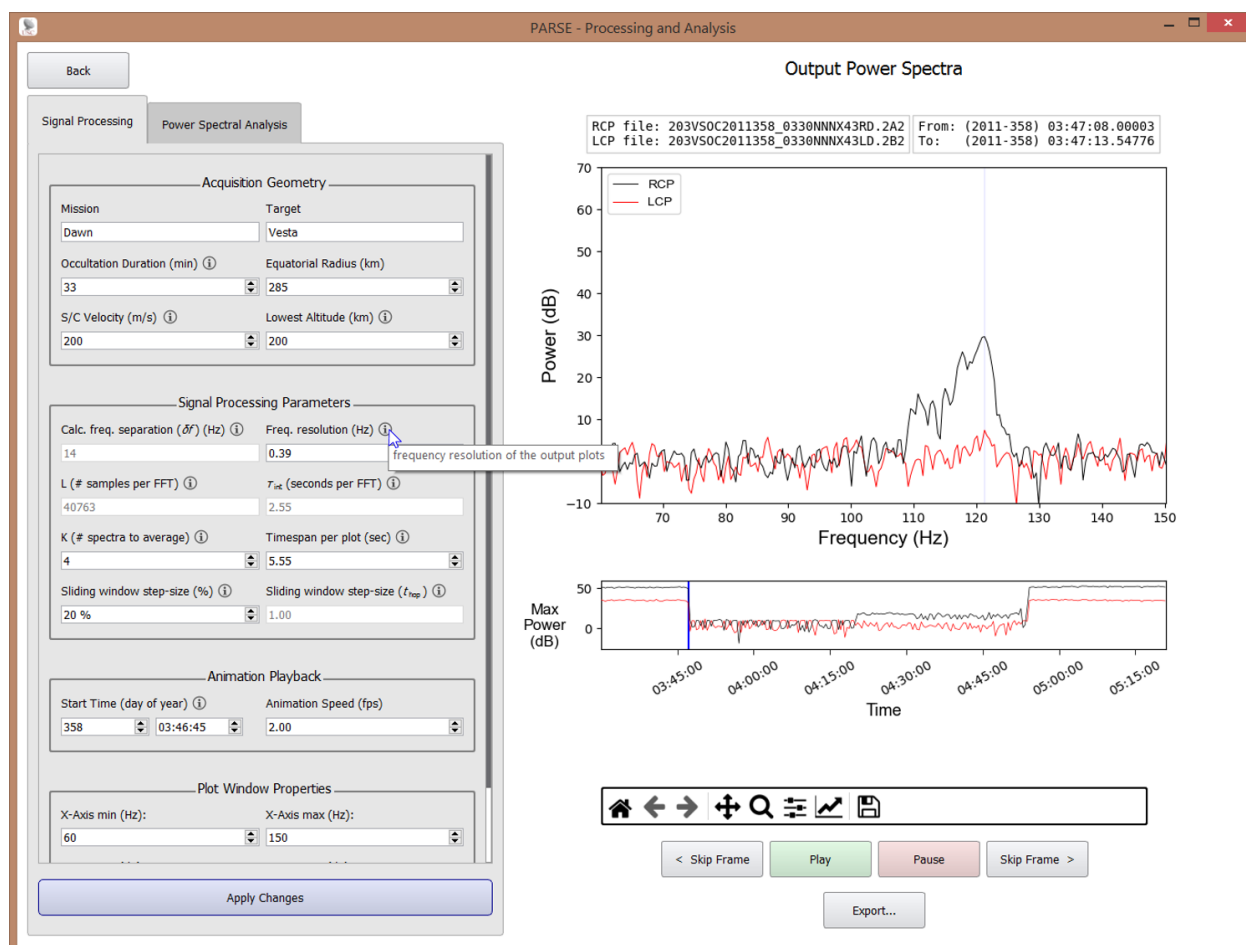 PARSE - Processing and Analysis
Back
Signal Processing
Power Spectral Analysis
Acquisition Geometry
Mission
Target
Dawn
Vesta
Occultation Duration (min)
Equatorial Radius (km)
33
285
S/C Velocity (m/s)
Lowest Altitude (km)
200
200
Signal Processing Parameters
Calc. freq. separation (δf) (Hz)
Freq. resolution (Hz)
14
0.39
frequency resolution of the output plots
L (# samples per FFT)
τint (seconds per FFT)
40763
2.55
K (# spectra to average)
Timespan per plot (sec)
4
5.55
Sliding window step-size (%)
Sliding window step-size (thop)
20 %
1.00
Animation Playback
Start Time (day of year)
Animation Speed (fps)
358
03:46:45
2.00
Plot Window Properties
X-Axis min (Hz):
X-Axis max (Hz):
60
150
Apply Changes
Output Power Spectra
RCP file: 203VSOC2011358_0330NNNX43RD.2A2
LCP file: 203VSOC2011358_0330NNNX43LD.2B2
From: (2011-358) 03:47:08.00003
To: (2011-358) 03:47:13.54776
RCP
LCP
Power (dB)
70
60
50
40
30
20
10
−10
70 80 90 100 110 120 130 140 150
Frequency (Hz)
Max
Power
(dB)
50
0
03:45:00 04:00:00 04:15:00 04:30:00 04:45:00 05:00:00 05:15:00
Time
< Skip Frame
Play
Pause
Skip Frame >
Export...